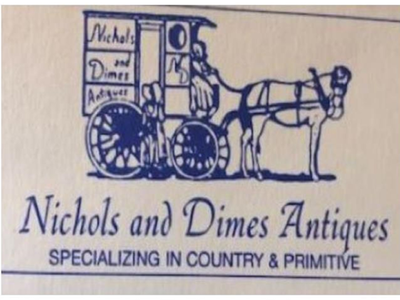 Nichols
and
Dimes
Antiques
N
D
Nichols and Dimes Antiques
SPECIALIZING IN COUNTRY & PRIMITIVE